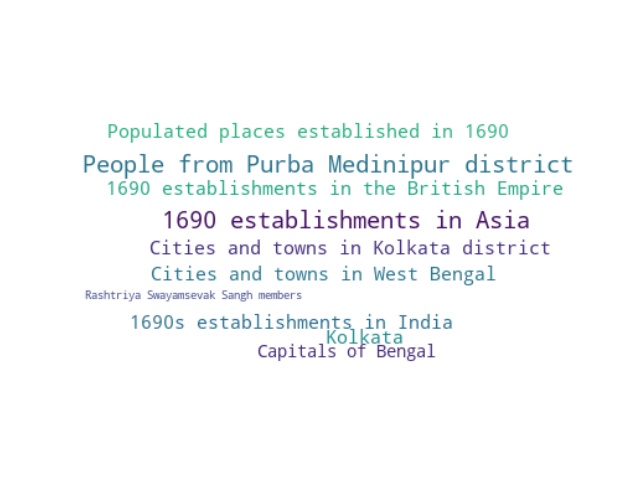 Populated places established in 1690
People from Purba Medinipur district
1690 establishments in the British Empire
1690 establishments in Asia
Cities and towns in Kolkata district
Cities and towns in West Bengal
Rashtriya Swayamsevak Sangh members
1690s establishments in India
Kolkata
Capitals of Bengal